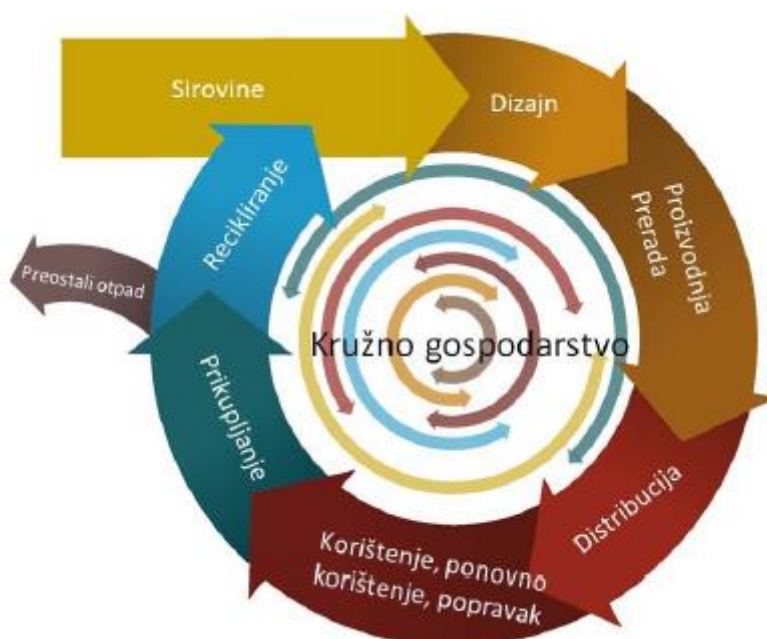 Sirovine
Dizajn
Proizvodnja
Prerada
Distribucija
Korištenje, ponovno
korištenje, popravak
Prikupljanje
Preostali otpad
Recikliranje
Kružno gospodarstvo